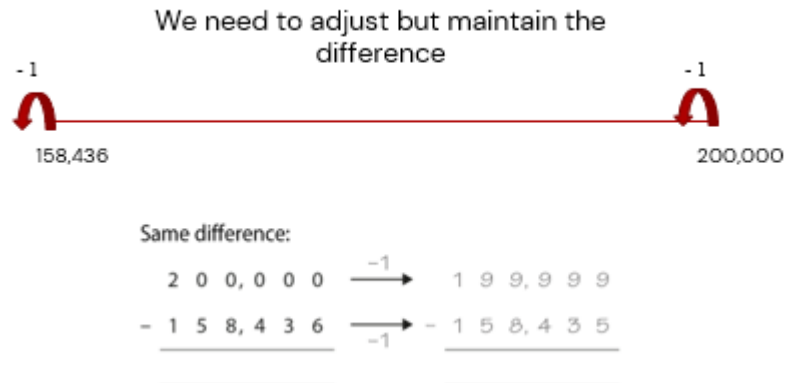 We need to adjust but maintain the
difference
- 1
- 1
158,436
200,000
Same difference:
2 0 0, 0 0 0
−1
1 9 9, 9 9 9
− 1 5 8, 4 3 6
−1
− 1 5 8, 4 3 5